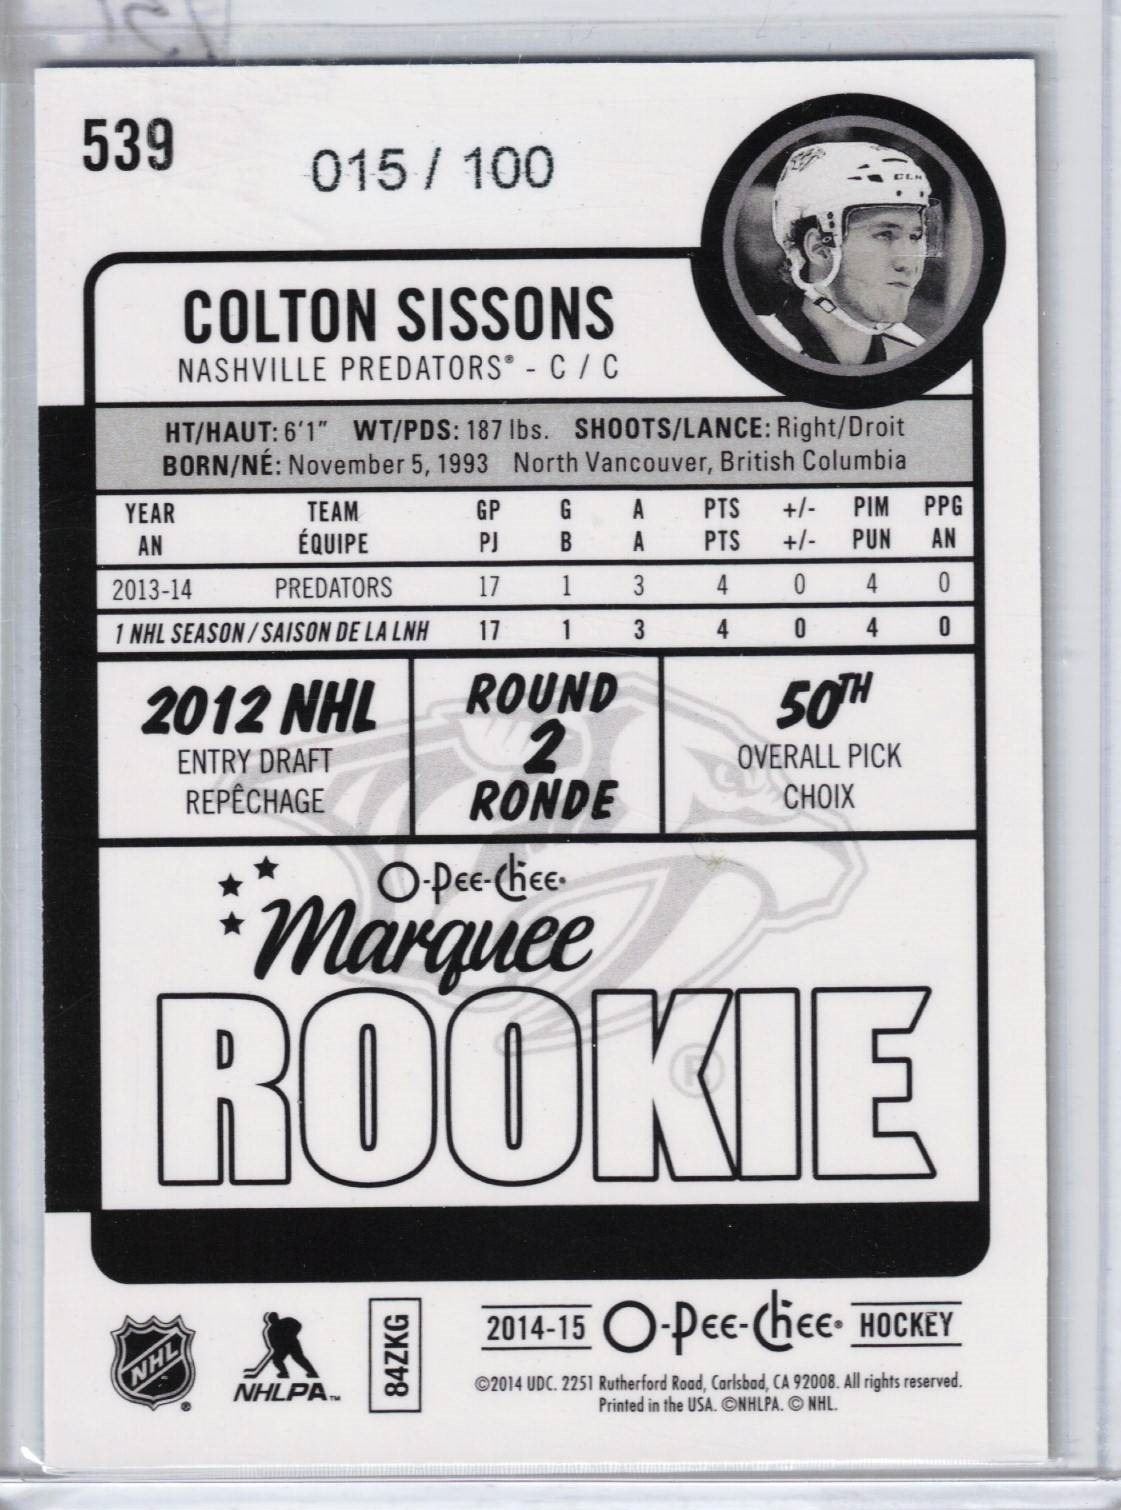 539
015 / 100
CCM
COLTON SISSONS
NASHVILLE PREDATORS® - C / C
HT/HAUT: 6'1" WT/PDS: 187 lbs. SHOOTS/LANCE: Right/Droit
BORN/NÉ: November 5, 1993 North Vancouver, British Columbia
YEAR TEAM GP G A PTS +/- PIM PPG
AN ÉQUIPE PJ B A PTS +/- PUN AN
2013-14 PREDATORS 17 1 3 4 0 4 0
1 NHL SEASON / SAISON DE LA LNH 17 1 3 4 0 4 0
2012 NHL
ENTRY DRAFT
REPÊCHAGE
ROUND
2
RONDE
50TH
OVERALL PICK
CHOIX
O-Pee-Chee®
Marquee
ROOKIE
®
NHL ®
NHLPA™
84ZKG
2014-15 O-Pee-Chee® HOCKEY
©2014 UDC. 2251 Rutherford Road, Carlsbad, CA 92008. All rights reserved.
Printed in the USA. ©NHLPA. © NHL.